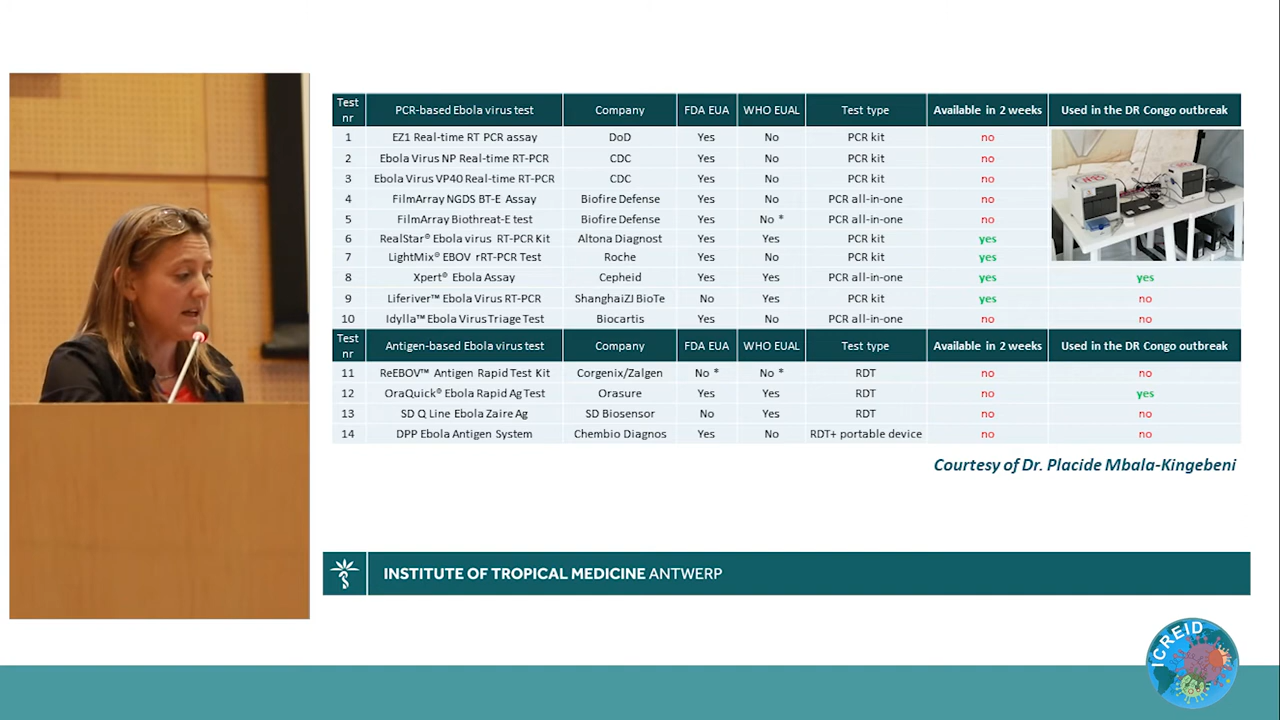 Test nr PCR-based Ebola virus test Company FDA EUA WHO EUAL Test type Available in 2 weeks Used in the DR Congo outbreak
1 EZ1 Real-time RT PCR assay DoD Yes No PCR kit no
2 Ebola Virus NP Real-time RT-PCR CDC Yes No PCR kit no
3 Ebola Virus VP40 Real-time RT-PCR CDC Yes No PCR kit no
4 FilmArray NGDS BT-E Assay Biofire Defense Yes No PCR all-in-one no
5 FilmArray Biothreat-E test Biofire Defense Yes No * PCR all-in-one no
6 RealStar® Ebola virus RT-PCR Kit Altona Diagnost Yes Yes PCR kit yes
7 LightMix® EBOV rRT-PCR Test Roche Yes No PCR kit yes
8 Xpert® Ebola Assay Cepheid Yes Yes PCR all-in-one yes yes
9 Liferiver™ Ebola Virus RT-PCR ShanghaiZJ BioTe No Yes PCR kit yes no
10 Idylla™ Ebola Virus Triage Test Biocartis Yes No PCR all-in-one no no
Test nr Antigen-based Ebola virus test Company FDA EUA WHO EUAL Test type Available in 2 weeks Used in the DR Congo outbreak
11 ReEBOV™ Antigen Rapid Test Kit Corgenix/Zalgen No * No * RDT no no
12 OraQuick® Ebola Rapid Ag Test Orasure Yes Yes RDT no yes
13 SD Q Line Ebola Zaire Ag SD Biosensor No Yes RDT no no
14 DPP Ebola Antigen System Chembio Diagnos Yes No RDT+ portable device no no
Courtesy of Dr. Placide Mbala-Kingebeni
INSTITUTE OF TROPICAL MEDICINE ANTWERP
ICREID